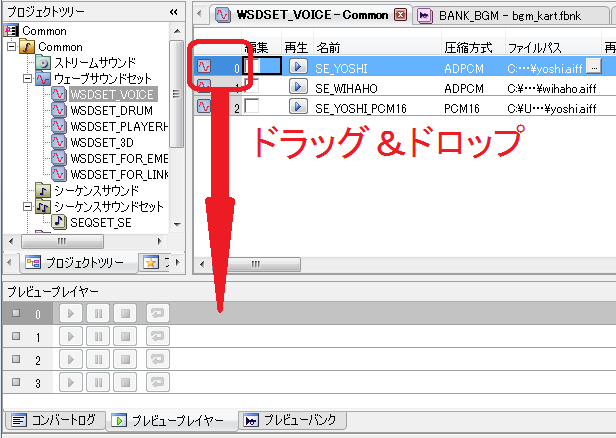 プロジェクトツリー
Common
Common
ストリームサウンド
ウェーブサウンドセット
WSDSET_VOICE
WSDSET_DRUM
WSDSET_PLAYERH
WSDSET_3D
WSDSET_FOR_EME
WSDSET_FOR_LINK
シーケンスサウンド
シーケンスサウンドセット
SEQSET_SE
プロジェクトツリー
WSDSET_VOICE - Common
BANK_BGM - bgm_kart.fbnk
編集 再生 名前 圧縮方式 ファイルパス 再
0 SE_YOSHI ADPCM C:…¥yoshi.aiff ...
1 SE_WIHAHO ADPCM C:¥…¥wihaho.aiff
2 SE_YOSHI_PCM16 PCM16 C:¥U…¥yoshi.aiff
ドラッグ &ドロップ
プレビュープレイヤー
0
1
2
3
コンバートログ プレビュープレイヤー プレビューバンク